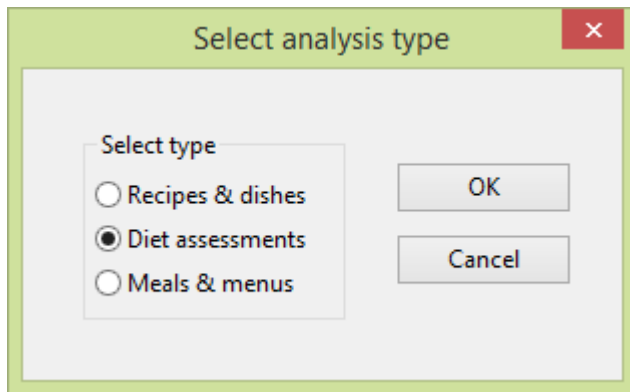 Select analysis type
Select type
Recipes & dishes
Diet assessments
Meals & menus
OK
Cancel